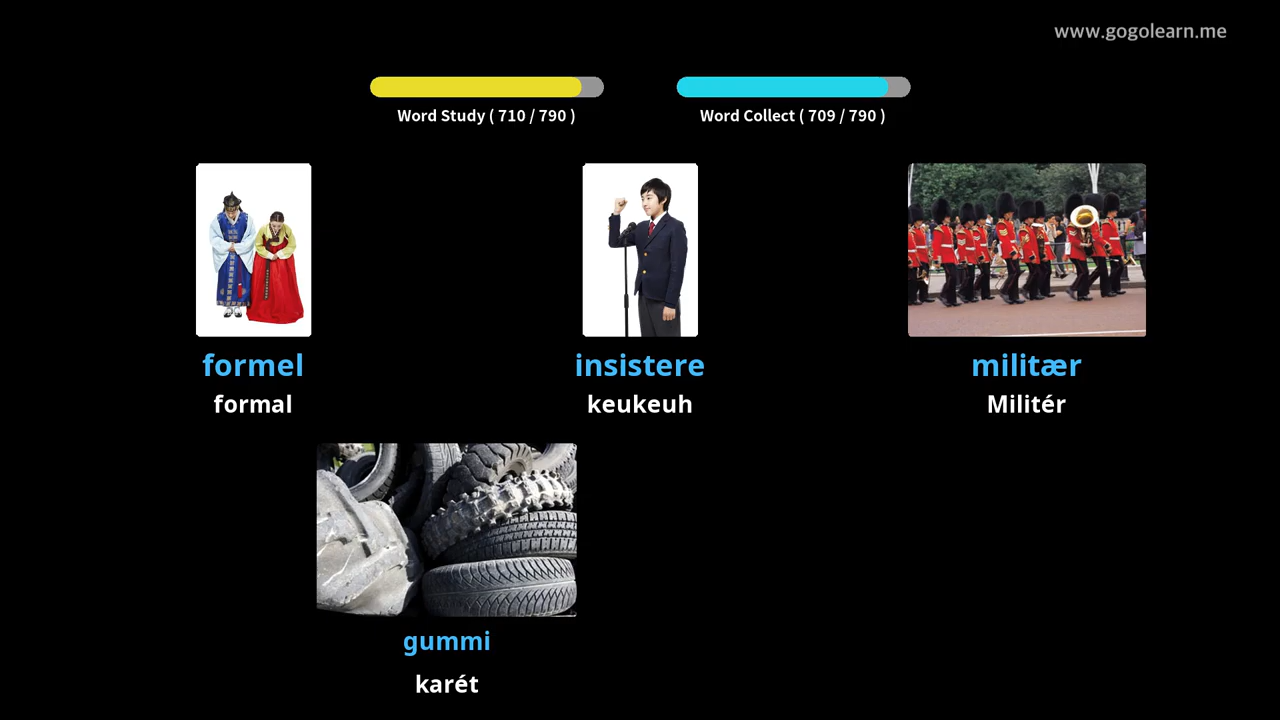 www.gogolearn.me
Word Study ( 710 / 790 )
Word Collect ( 709 / 790 )
formel
formal
insistere
keukeuh
militær
Militér
gummi
karét